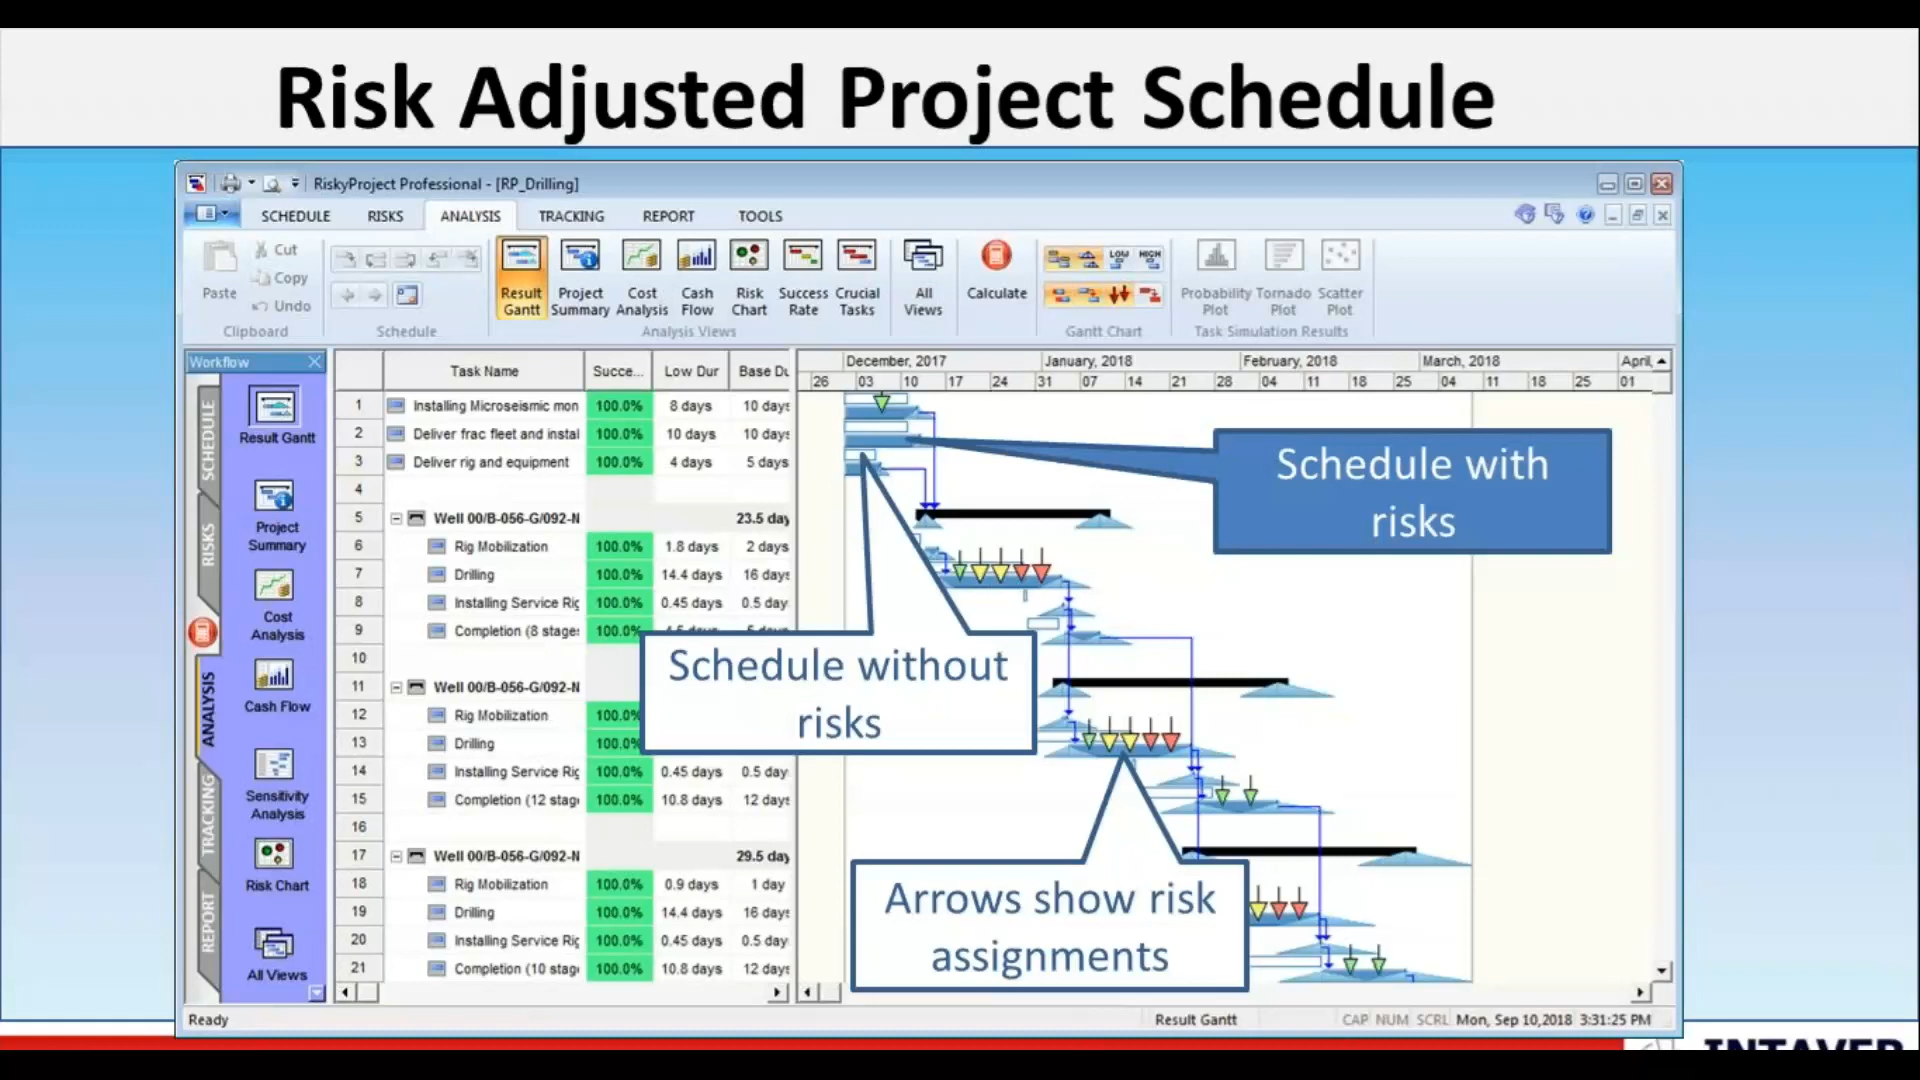 Risk Adjusted Project Schedule
RiskyProject Professional - [RP_Drilling]
SCHEDULE RISKS ANALYSIS TRACKING REPORT TOOLS
Paste
Cut
Copy
Undo
Clipboard
Schedule
Result Gantt
Project Summary
Cost Analysis
Cash Flow
Risk Chart
Success Rate
Crucial Tasks
Analysis Views
All Views
Calculate
LOW HIGH
Gantt Chart
Probability Plot
Tornado Plot
Scatter Plot
Task Simulation Results
Workflow
SCHEDULE
RISKS
ANALYSIS
TRACKING
REPORT
Result Gantt
Project Summary
Cost Analysis
Cash Flow
Sensitivity Analysis
Risk Chart
All Views
Task Name Succe... Low Dur Base Du
1 Installing Microseismic mon 100.0% 8 days 10 days
2 Deliver frac fleet and instal 100.0% 10 days 10 days
3 Deliver rig and equipment 100.0% 4 days 5 days
4
5 Well 00/B-056-G/092-N 23.5 day
6 Rig Mobilization 100.0% 1.8 days 2 days
7 Drilling 100.0% 14.4 days 16 days
8 Installing Service Rig 100.0% 0.45 days 0.5 day
9 Completion (8 stages 100.0%
10
11 Well 00/B-056-G/092-N
12 Rig Mobilization 100.0%
13 Drilling 100.0%
14 Installing Service Rig 100.0% 0.45 days 0.5 day
15 Completion (12 stag 100.0% 10.8 days 12 days
16
17 Well 00/B-056-G/092-N 29.5 day
18 Rig Mobilization 100.0% 0.9 days 1 day
19 Drilling 100.0% 14.4 days 16 days
20 Installing Service Rig 100.0% 0.45 days 0.5 day
21 Completion (10 stag 100.0% 10.8 days 12 days
December, 2017 January, 2018 February, 2018 March, 2018 April,
26 03 10 17 24 31 07 14 21 28 04 11 18 25 04 11 18 25 01
Schedule with
risks
Schedule without
risks
Arrows show risk
assignments
Ready Result Gantt CAP NUM SCRL Mon, Sep 10,2018 3:31:25 PM
INTAVER